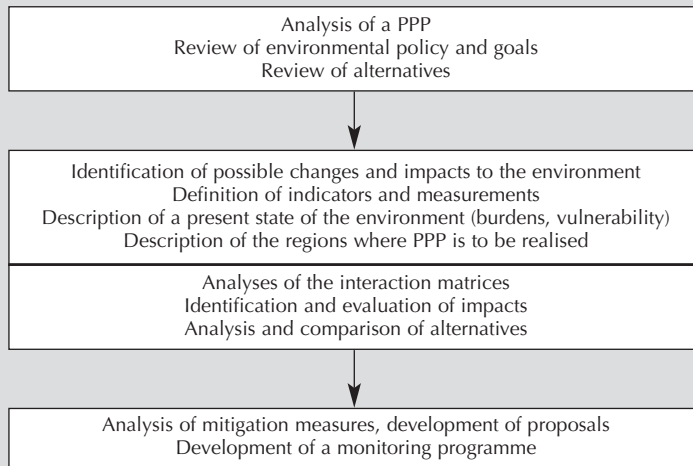 Analysis of a PPP
Review of environmental policy and goals
Review of alternatives
Identification of possible changes and impacts to the environment
Definition of indicators and measurements
Description of a present state of the environment (burdens, vulnerability)
Description of the regions where PPP is to be realised
Analyses of the interaction matrices
Identification and evaluation of impacts
Analysis and comparison of alternatives
Analysis of mitigation measures, development of proposals
Development of a monitoring programme